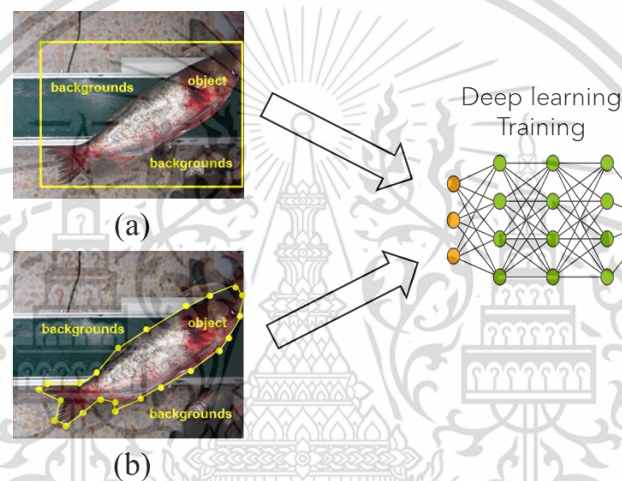 backgrounds
object
backgrounds
(a)
Deep learning
Training
backgrounds
object
backgrounds
(b)